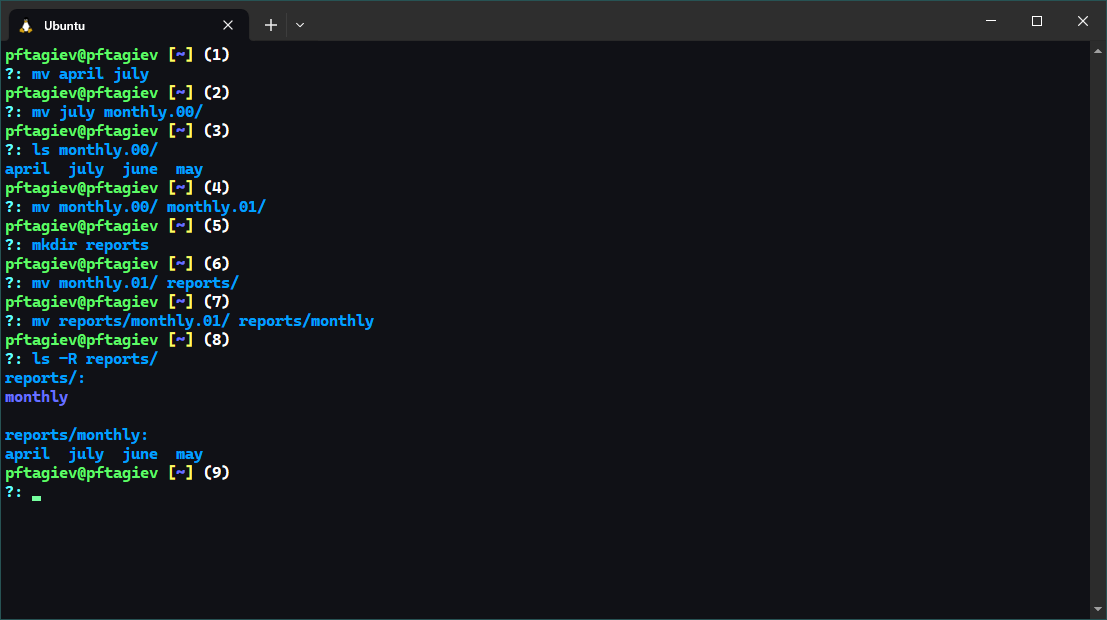 Ubuntu
pftagiev@pftagiev [~] (1)
?: mv april july
pftagiev@pftagiev [~] (2)
?: mv july monthly.00/
pftagiev@pftagiev [~] (3)
?: ls monthly.00/
april  july  june  may
pftagiev@pftagiev [~] (4)
?: mv monthly.00/ monthly.01/
pftagiev@pftagiev [~] (5)
?: mkdir reports
pftagiev@pftagiev [~] (6)
?: mv monthly.01/ reports/
pftagiev@pftagiev [~] (7)
?: mv reports/monthly.01/ reports/monthly
pftagiev@pftagiev [~] (8)
?: ls -R reports/
reports/:
monthly

reports/monthly:
april  july  june  may
pftagiev@pftagiev [~] (9)
?: